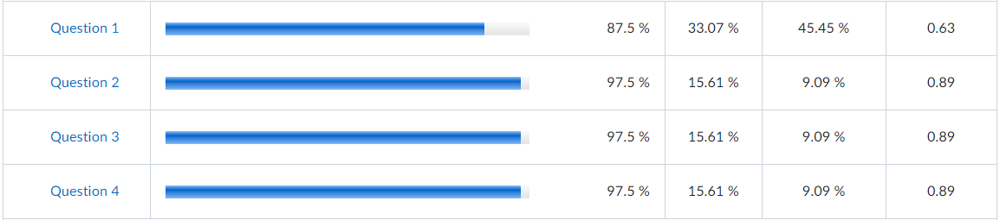 Question 1 87.5 % 33.07 % 45.45 % 0.63
Question 2 97.5 % 15.61 % 9.09 % 0.89
Question 3 97.5 % 15.61 % 9.09 % 0.89
Question 4 97.5 % 15.61 % 9.09 % 0.89